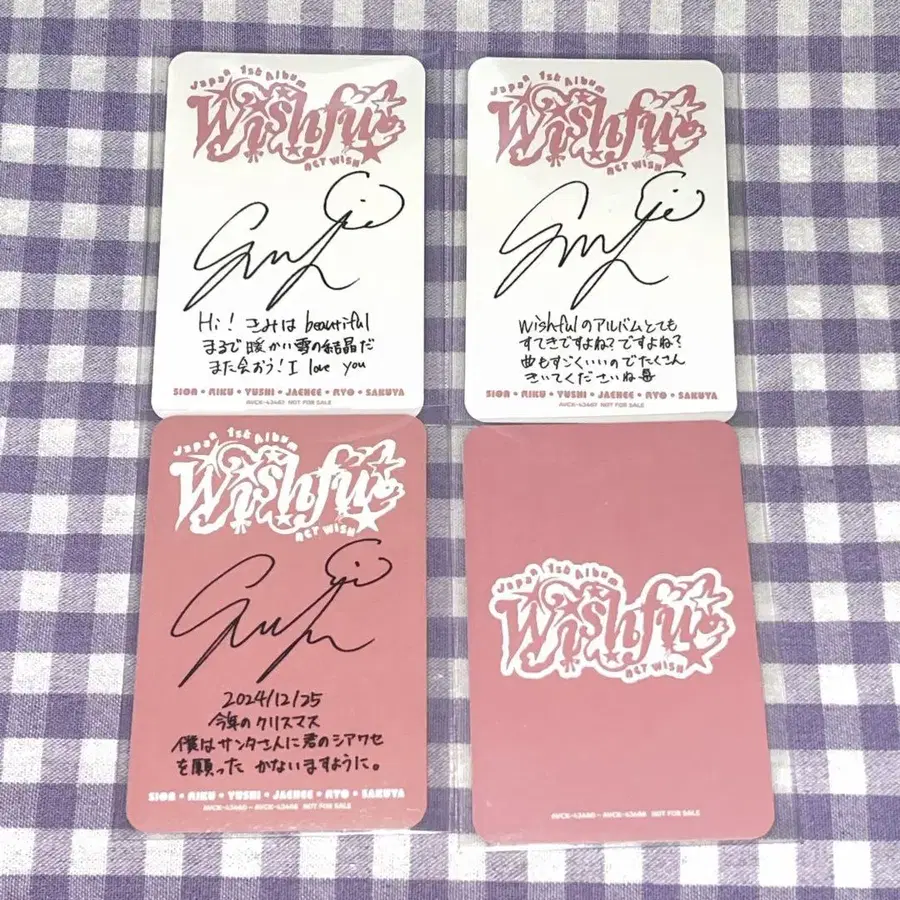 Japan 1st Album
Wishful
NCT WISH
Hi! きみは beautiful
まるで暖かい雪の結晶だ
また会おう! I love you
SION • RIKU • YUSHI • JAEHEE • RYO • SAKUYA
NOT FOR SALE
Japan 1st Album
Wishful
NCT WISH
wishfulのアルバムとても
すてきですよね?ですよね?
曲もすごくいいのでたくさん
きいてくださいね
SION • RIKU • YUSHI • JAEHEE • RYO • SAKUYA
NOT FOR SALE
Japan 1st Album
Wishful
NCT WISH
2024/12/25
今年のクリスマス
僕はサンタさんに君のシアワセ
を願った かないますように。
SION • RIKU • YUSHI • JAEHEE • RYO • SAKUYA
AVCK-43680 ~ AVCK-43686 NOT FOR SALE
Japan 1st Album
Wishful
NCT WISH
AVCK-43680 ~ AVCK-43686 NOT FOR SALE